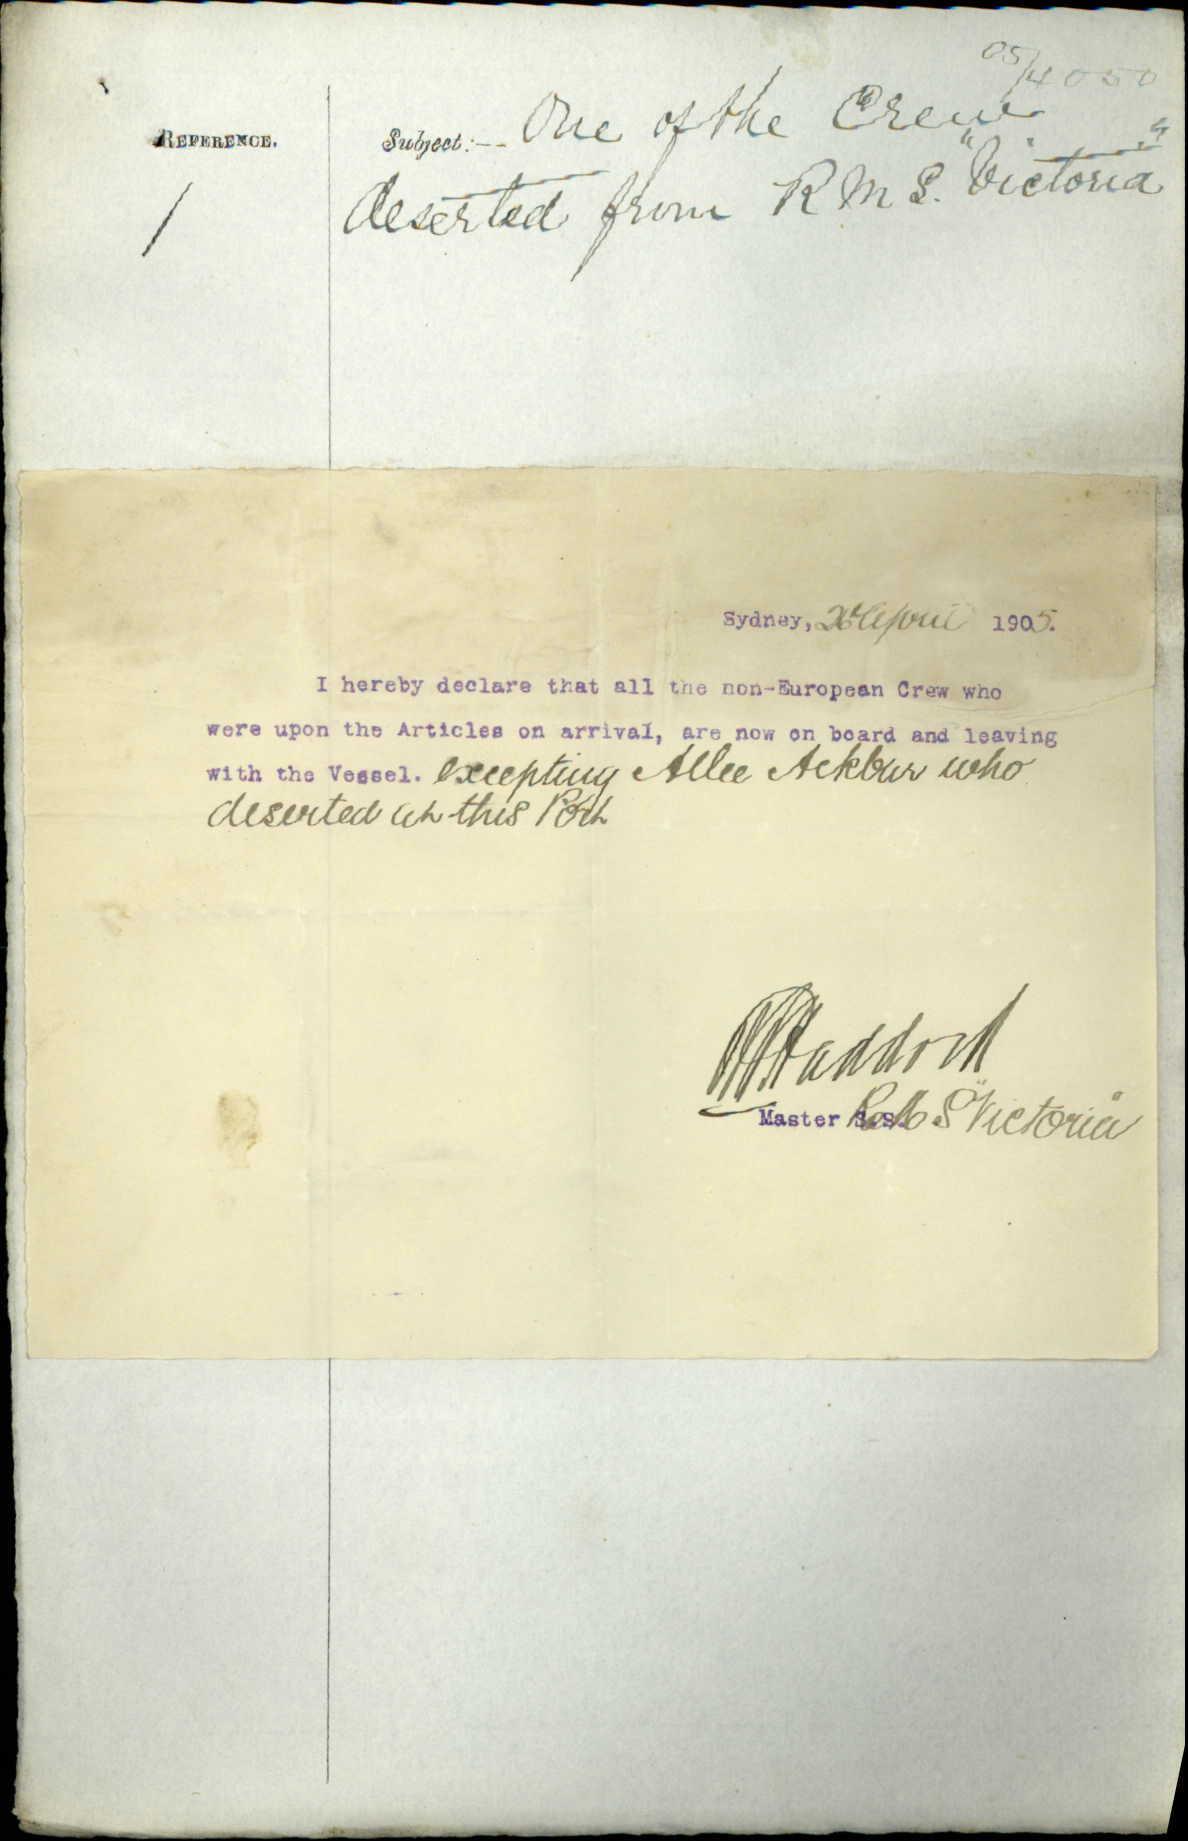 05/4050
REFERENCE.
Subject:— One of the Crew
1
deserted from R M S. "Victoria"
Sydney, April 1905.
I hereby declare that all the non-European Crew who
were upon the Articles on arrival, are now on board and leaving
with the Vessel. excepting Allee Ackbur who
deserted at this Port
Haddock
Master S.S. R.M.S "Victoria"